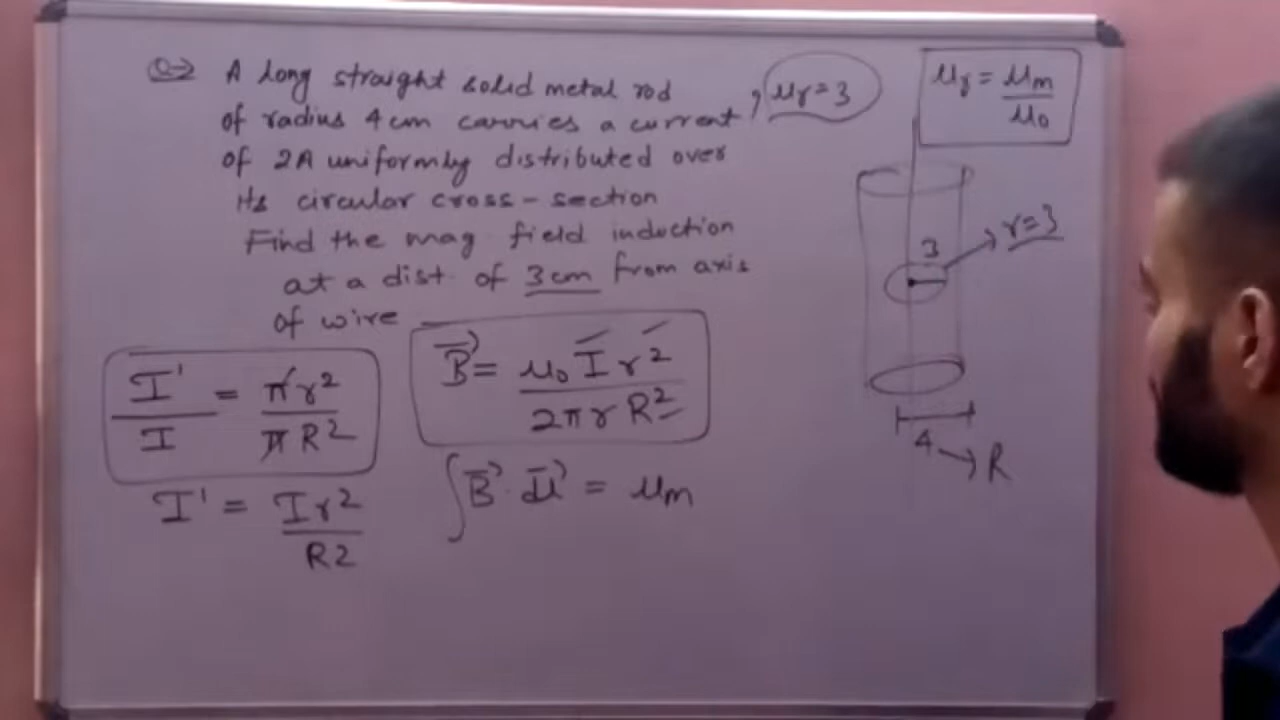 Q→ A long straight solid metal rod
of radius 4 cm carries a current , μr = 3
of 2A uniformly distributed over
its circular cross-section
Find the mag field induction
at a dist. of 3cm from axis
of wire
I'/I = πr²/πR²
I' = Ir²/R²
B⃗ = μ₀ I r²/2πr R²
∫B⃗.dl⃗ = μm
μr = μm/μ₀
3
r=3
4 → R